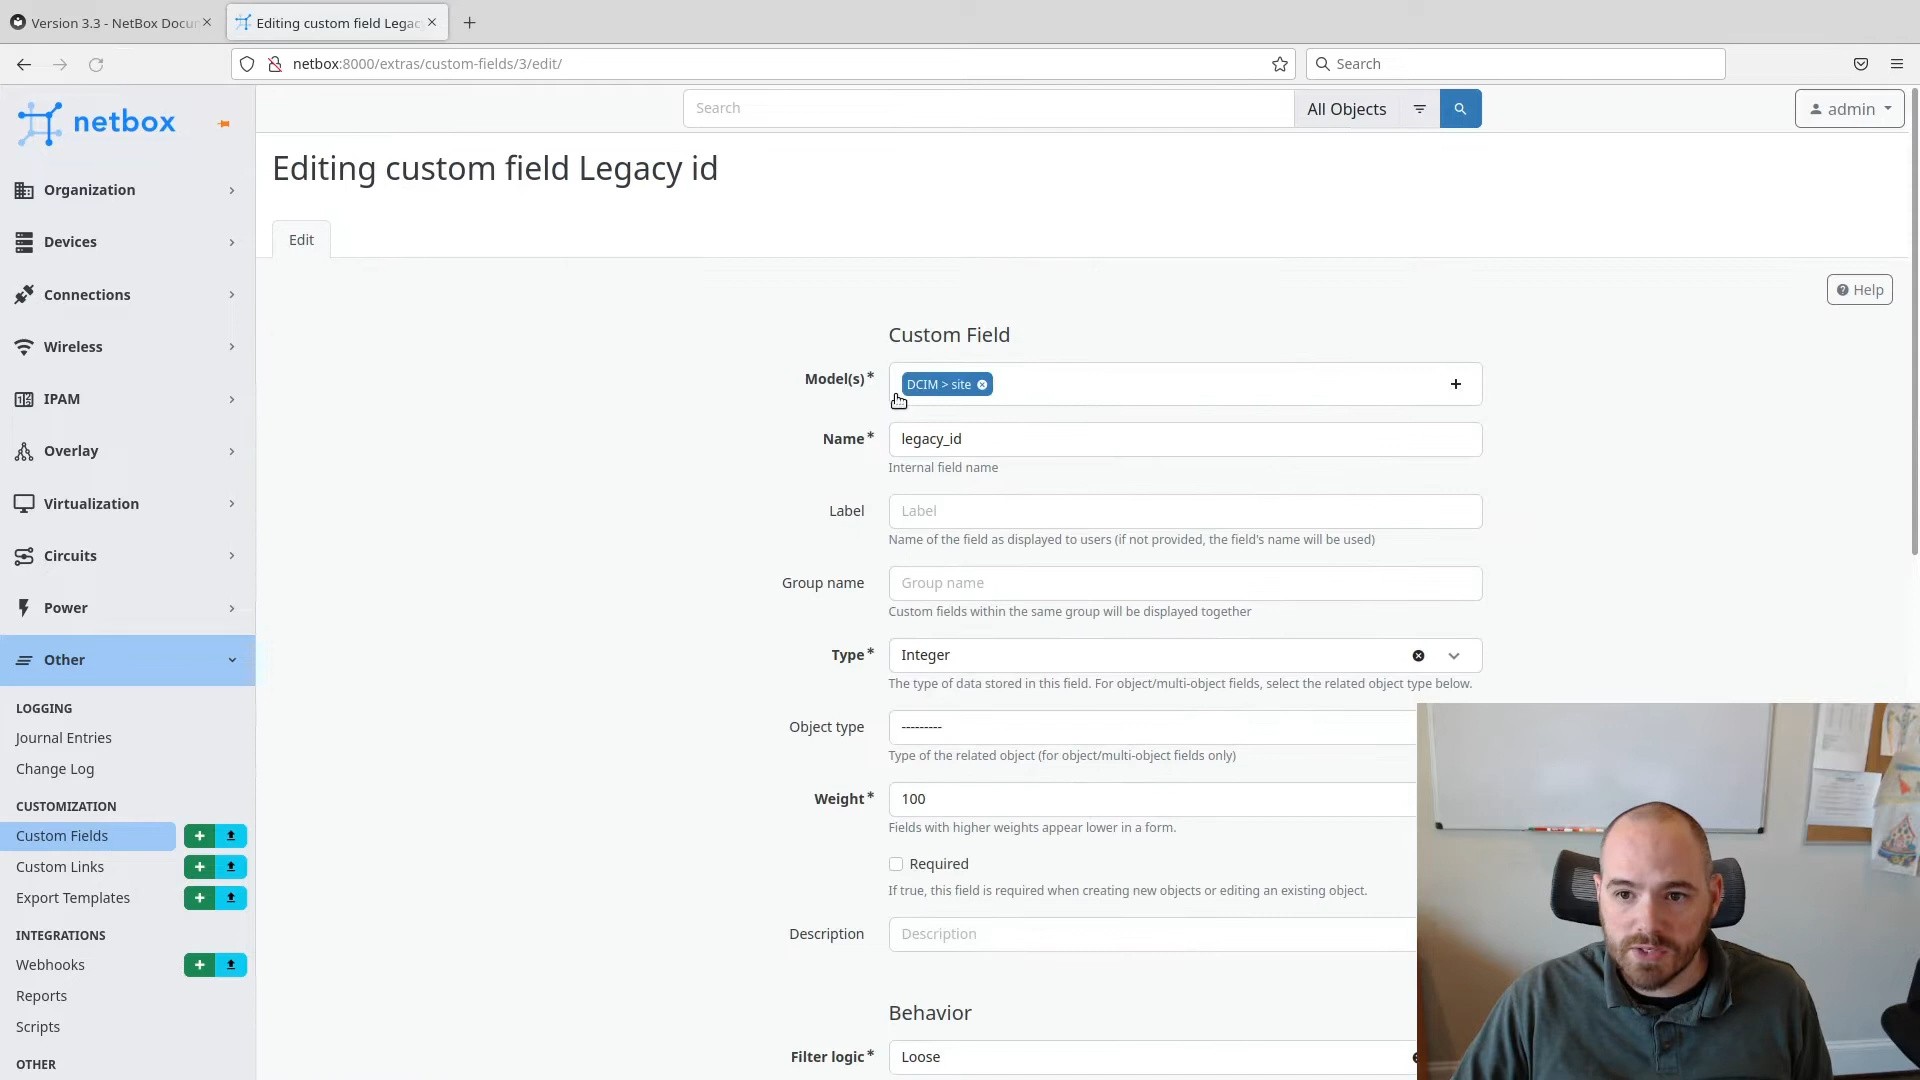 Version 3.3 - NetBox Docu
Editing custom field Legac
netbox:8000/extras/custom-fields/3/edit/
Search
netbox
Search
All Objects
admin
Editing custom field Legacy id
Edit
Help
Organization
Devices
Connections
Wireless
IPAM
Overlay
Virtualization
Circuits
Power
Other
LOGGING
Journal Entries
Change Log
CUSTOMIZATION
Custom Fields
Custom Links
Export Templates
INTEGRATIONS
Webhooks
Reports
Scripts
OTHER
Custom Field
Model(s)*
DCIM > site
Name*
legacy_id
Internal field name
Label
Label
Name of the field as displayed to users (if not provided, the field's name will be used)
Group name
Group name
Custom fields within the same group will be displayed together
Type*
Integer
The type of data stored in this field. For object/multi-object fields, select the related object type below.
Object type
---------
Type of the related object (for object/multi-object fields only)
Weight*
100
Fields with higher weights appear lower in a form.
Required
If true, this field is required when creating new objects or editing an existing object.
Description
Description
Behavior
Filter logic*
Loose